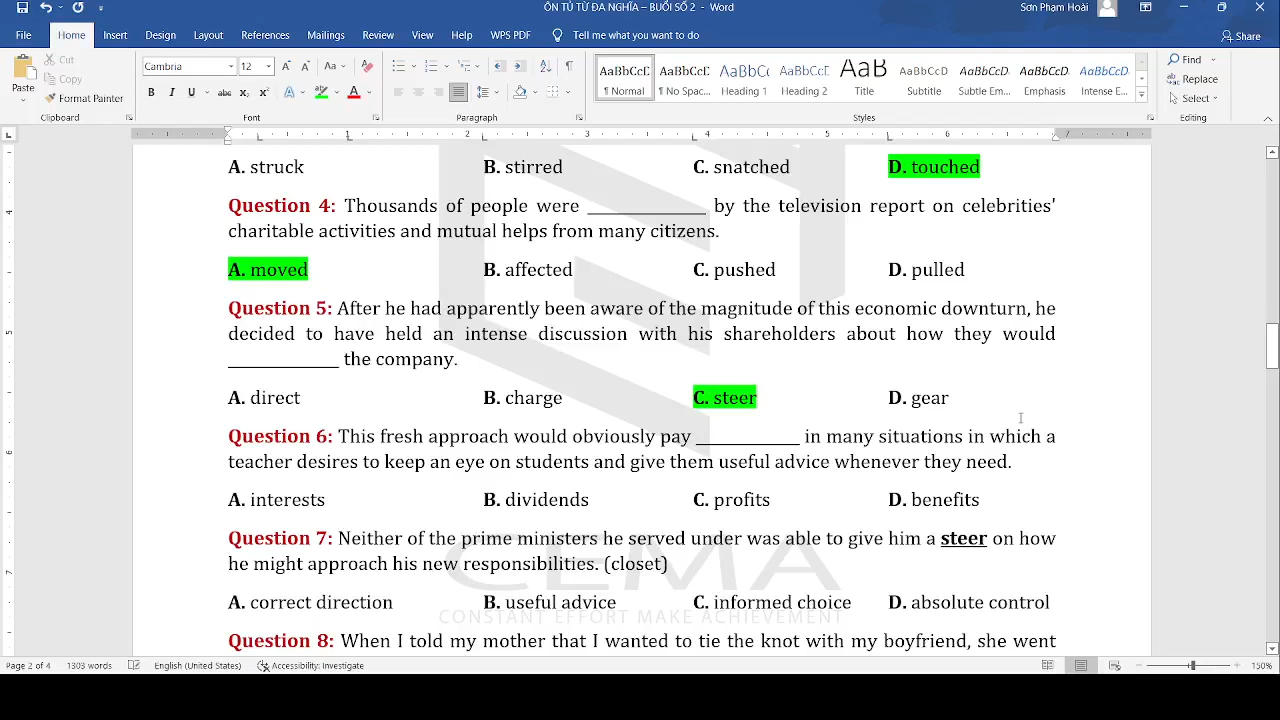 ÔN TỪ TỪ ĐA NGHĨA – BUỔI SỐ 2 - Word
Son Pham Hoài
File Home Insert Design Layout References Mailings Review View Help WPS PDF Tell me what you want to do Share
Paste
Cut
Copy
Format Painter
Cambria 12
B I U abc x₂ x² A A
AaBbCcD AaBbCcD AaBbCc AaBbCcD AaB AaBbCcD AaBbCcD AaBbCcD AaBbCcD
¶ Normal ¶ No Spac... Heading 1 Heading 2 Title Subtitle Subtle Em... Emphasis Intense E...
Find
Replace
Select
Clipboard Font Paragraph Styles Editing
A. struck B. stirred C. snatched D. touched
Question 4: Thousands of people were ____________ by the television report on celebrities’
charitable activities and mutual helps from many citizens.
A. moved B. affected C. pushed D. pulled
Question 5: After he had apparently been aware of the magnitude of this economic downturn, he
decided to have held an intense discussion with his shareholders about how they would
____________ the company.
A. direct B. charge C. steer D. gear
Question 6: This fresh approach would obviously pay ___________ in many situations in which a
teacher desires to keep an eye on students and give them useful advice whenever they need.
A. interests B. dividends C. profits D. benefits
Question 7: Neither of the prime ministers he served under was able to give him a steer on how
he might approach his new responsibilities. (closet)
A. correct direction B. useful advice C. informed choice D. absolute control
Question 8: When I told my mother that I wanted to tie the knot with my boyfriend, she went
CEMA
CONSTANT EFFORT MAKE ACHIEVEMENT
Page 2 of 4 1303 words English (United States) Accessibility: Investigate 150%